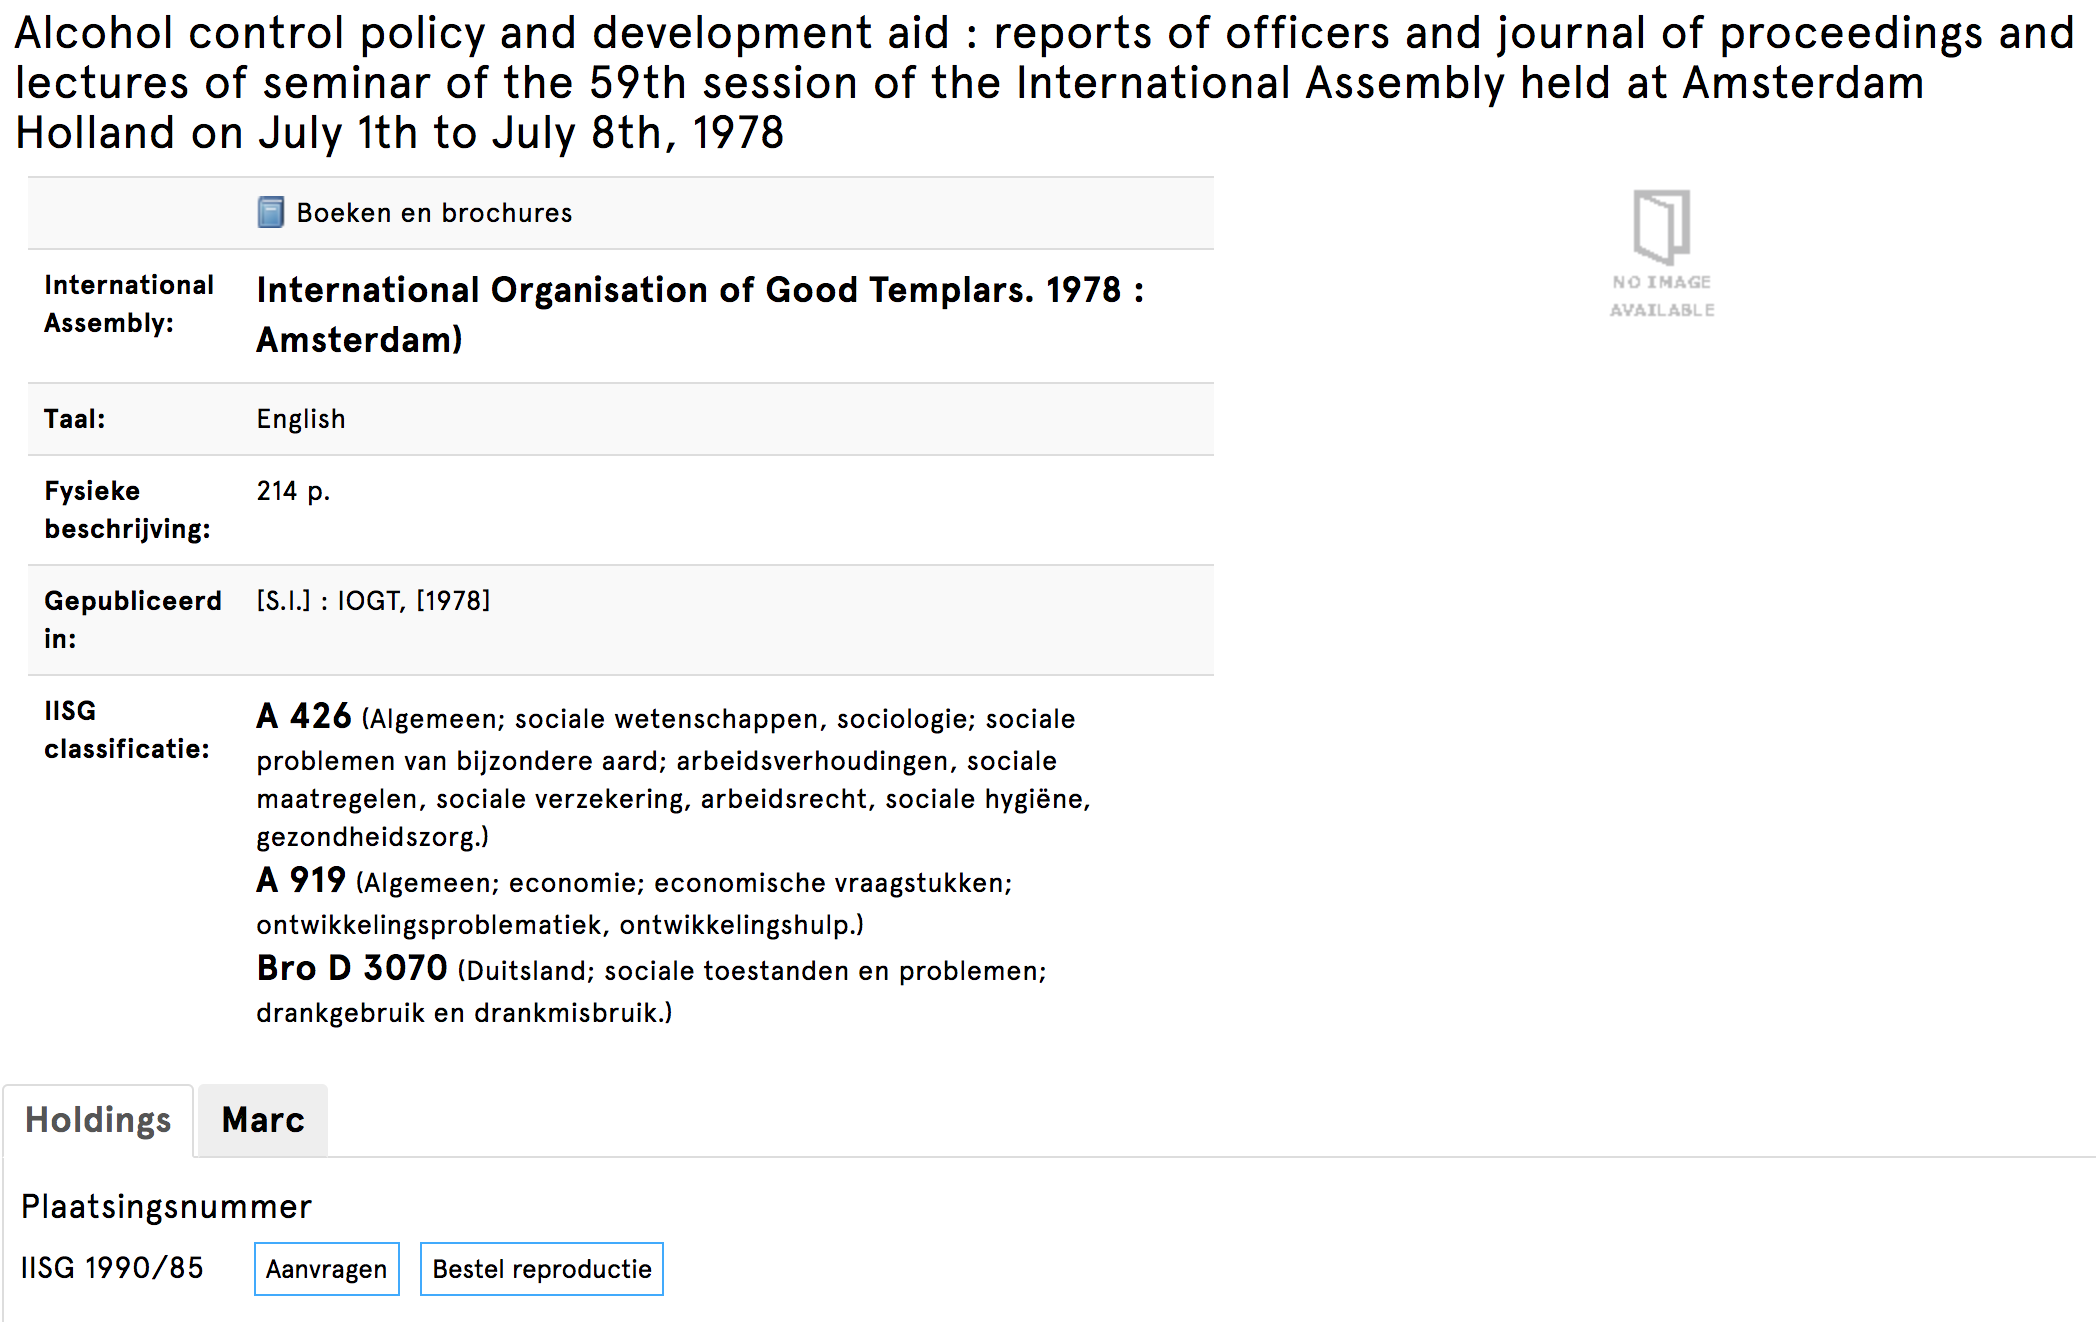 Alcohol control policy and development aid : reports of officers and journal of proceedings and
lectures of seminar of the 59th session of the International Assembly held at Amsterdam
Holland on July 1th to July 8th, 1978
Boeken en brochures
NO IMAGE
AVAILABLE
International
Assembly:
International Organisation of Good Templars. 1978 :
Amsterdam)
Taal:
English
Fysieke
beschrijving:
214 p.
Gepubliceerd
in:
[S.l.] : IOGT, [1978]
IISG
classificatie:
A 426 (Algemeen; sociale wetenschappen, sociologie; sociale
problemen van bijzondere aard; arbeidsverhoudingen, sociale
maatregelen, sociale verzekering, arbeidsrecht, sociale hygiëne,
gezondheidszorg.)
A 919 (Algemeen; economie; economische vraagstukken;
ontwikkelingsproblematiek, ontwikkelingshulp.)
Bro D 3070 (Duitsland; sociale toestanden en problemen;
drankgebruik en drankmisbruik.)
Holdings
Marc
Plaatsingsnummer
IISG 1990/85
Aanvragen
Bestel reproductie